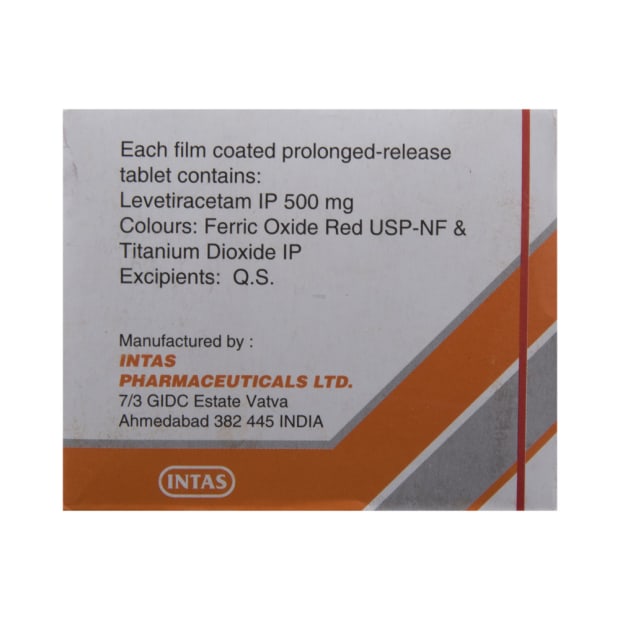 Each film coated prolonged-release
tablet contains:
Levetiracetam IP 500 mg
Colours: Ferric Oxide Red USP-NF &
Titanium Dioxide IP
Excipients: Q.S.
Manufactured by :
INTAS
PHARMACEUTICALS LTD.
7/3 GIDC Estate Vatva
Ahmedabad 382 445 INDIA
INTAS